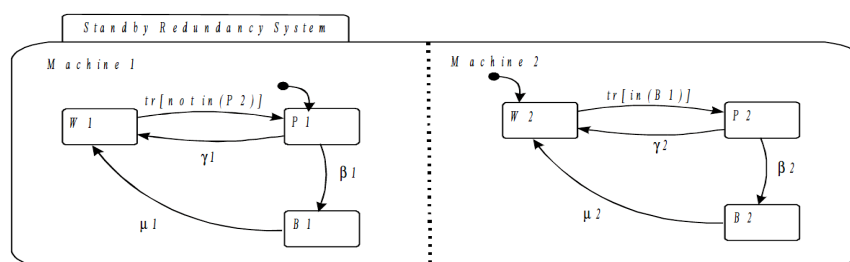 Standby Redundancy System
Machine 1
tr[not in(P2)]
W1
P1
γ1
β1
μ1
B1
Machine 2
tr[in(B1)]
W2
P2
γ2
β2
μ2
B2